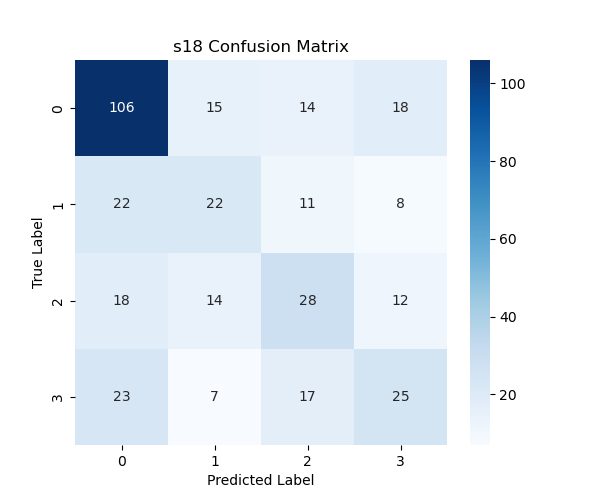 s18 Confusion Matrix
True Label
0
106 15 14 18
1
22 22 11 8
2
18 14 28 12
3
23 7 17 25
0 1 2 3
Predicted Label
100
80
60
40
20